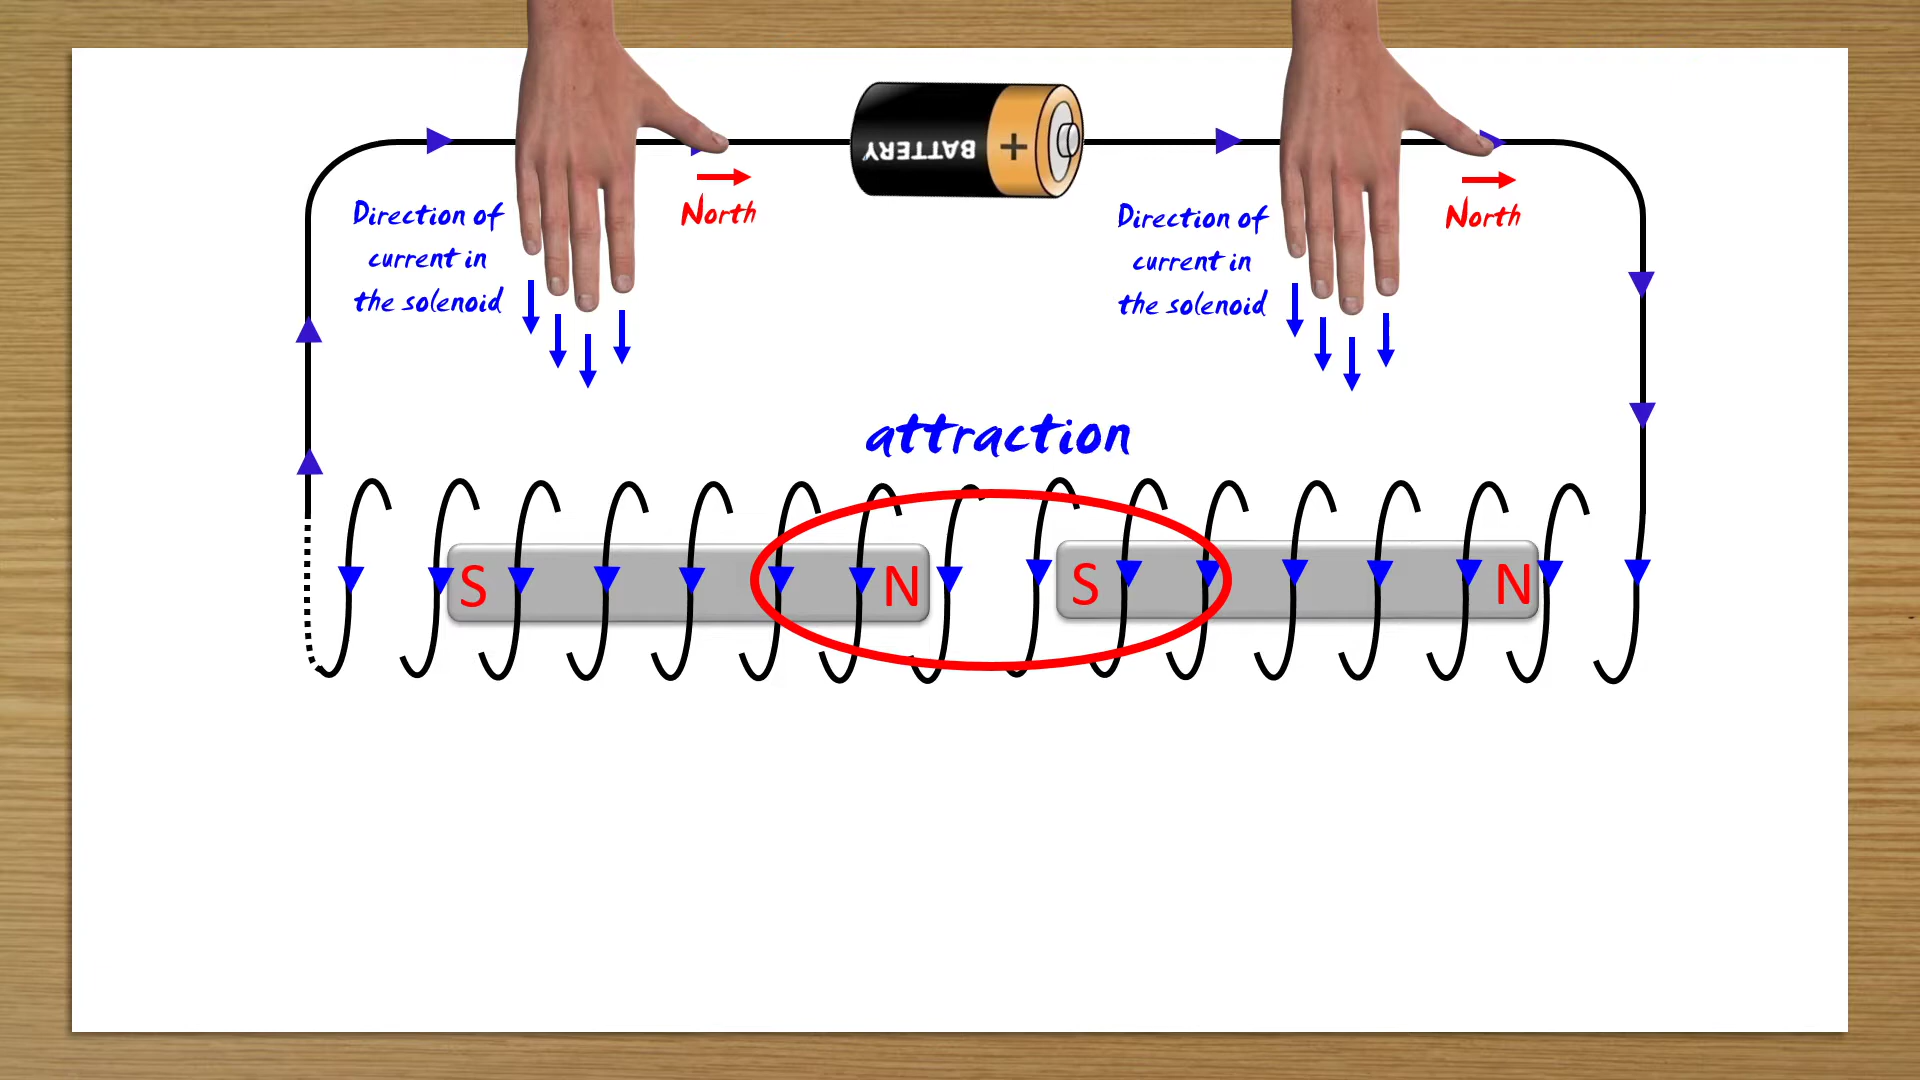 BATTERY
+
Direction of
current in
the solenoid
North
Direction of
current in
the solenoid
North
attraction
S N S N